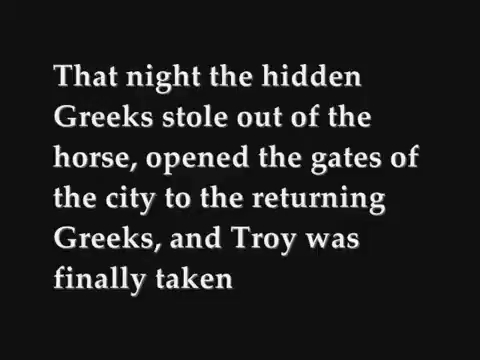 That night the hidden
Greeks stole out of the
horse, opened the gates of
the city to the returning
Greeks, and Troy was
finally taken